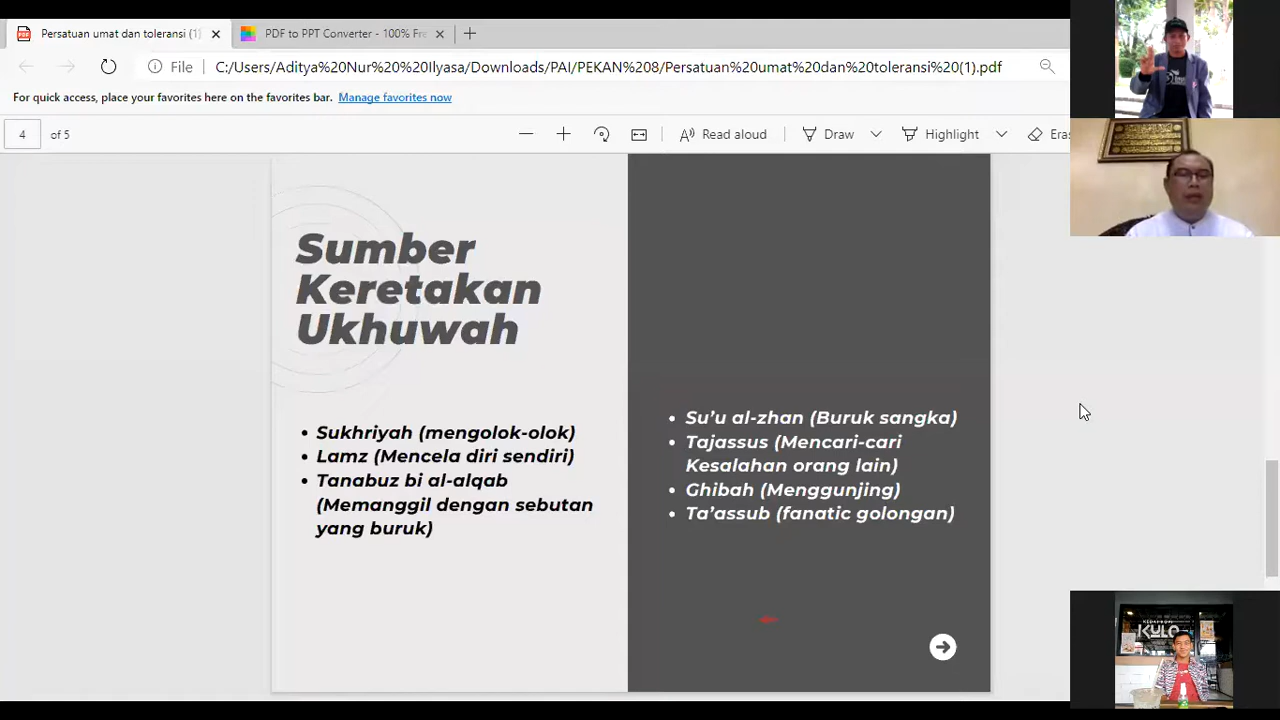 Persatuan umat dan toleransi (1)
PDF to PPT Converter - 100% Fre
File
C:/Users/Aditya%20Nur%20%20Ilyasa/Downloads/PAI/PEKAN%208/Persatuan%20umat%20dan%20toleransi%20(1).pdf
For quick access, place your favorites here on the favorites bar. Manage favorites now
4 of 5
Read aloud
Draw
Highlight
Eras
Sumber
Keretakan
Ukhuwah
• Sukhriyah (mengolok-olok)
• Lamz (Mencela diri sendiri)
• Tanabuz bi al-alqab
(Memanggil dengan sebutan
yang buruk)
• Su’u al-zhan (Buruk sangka)
• Tajassus (Mencari-cari
Kesalahan orang lain)
• Ghibah (Menggunjing)
• Ta’assub (fanatic golongan)
KULO